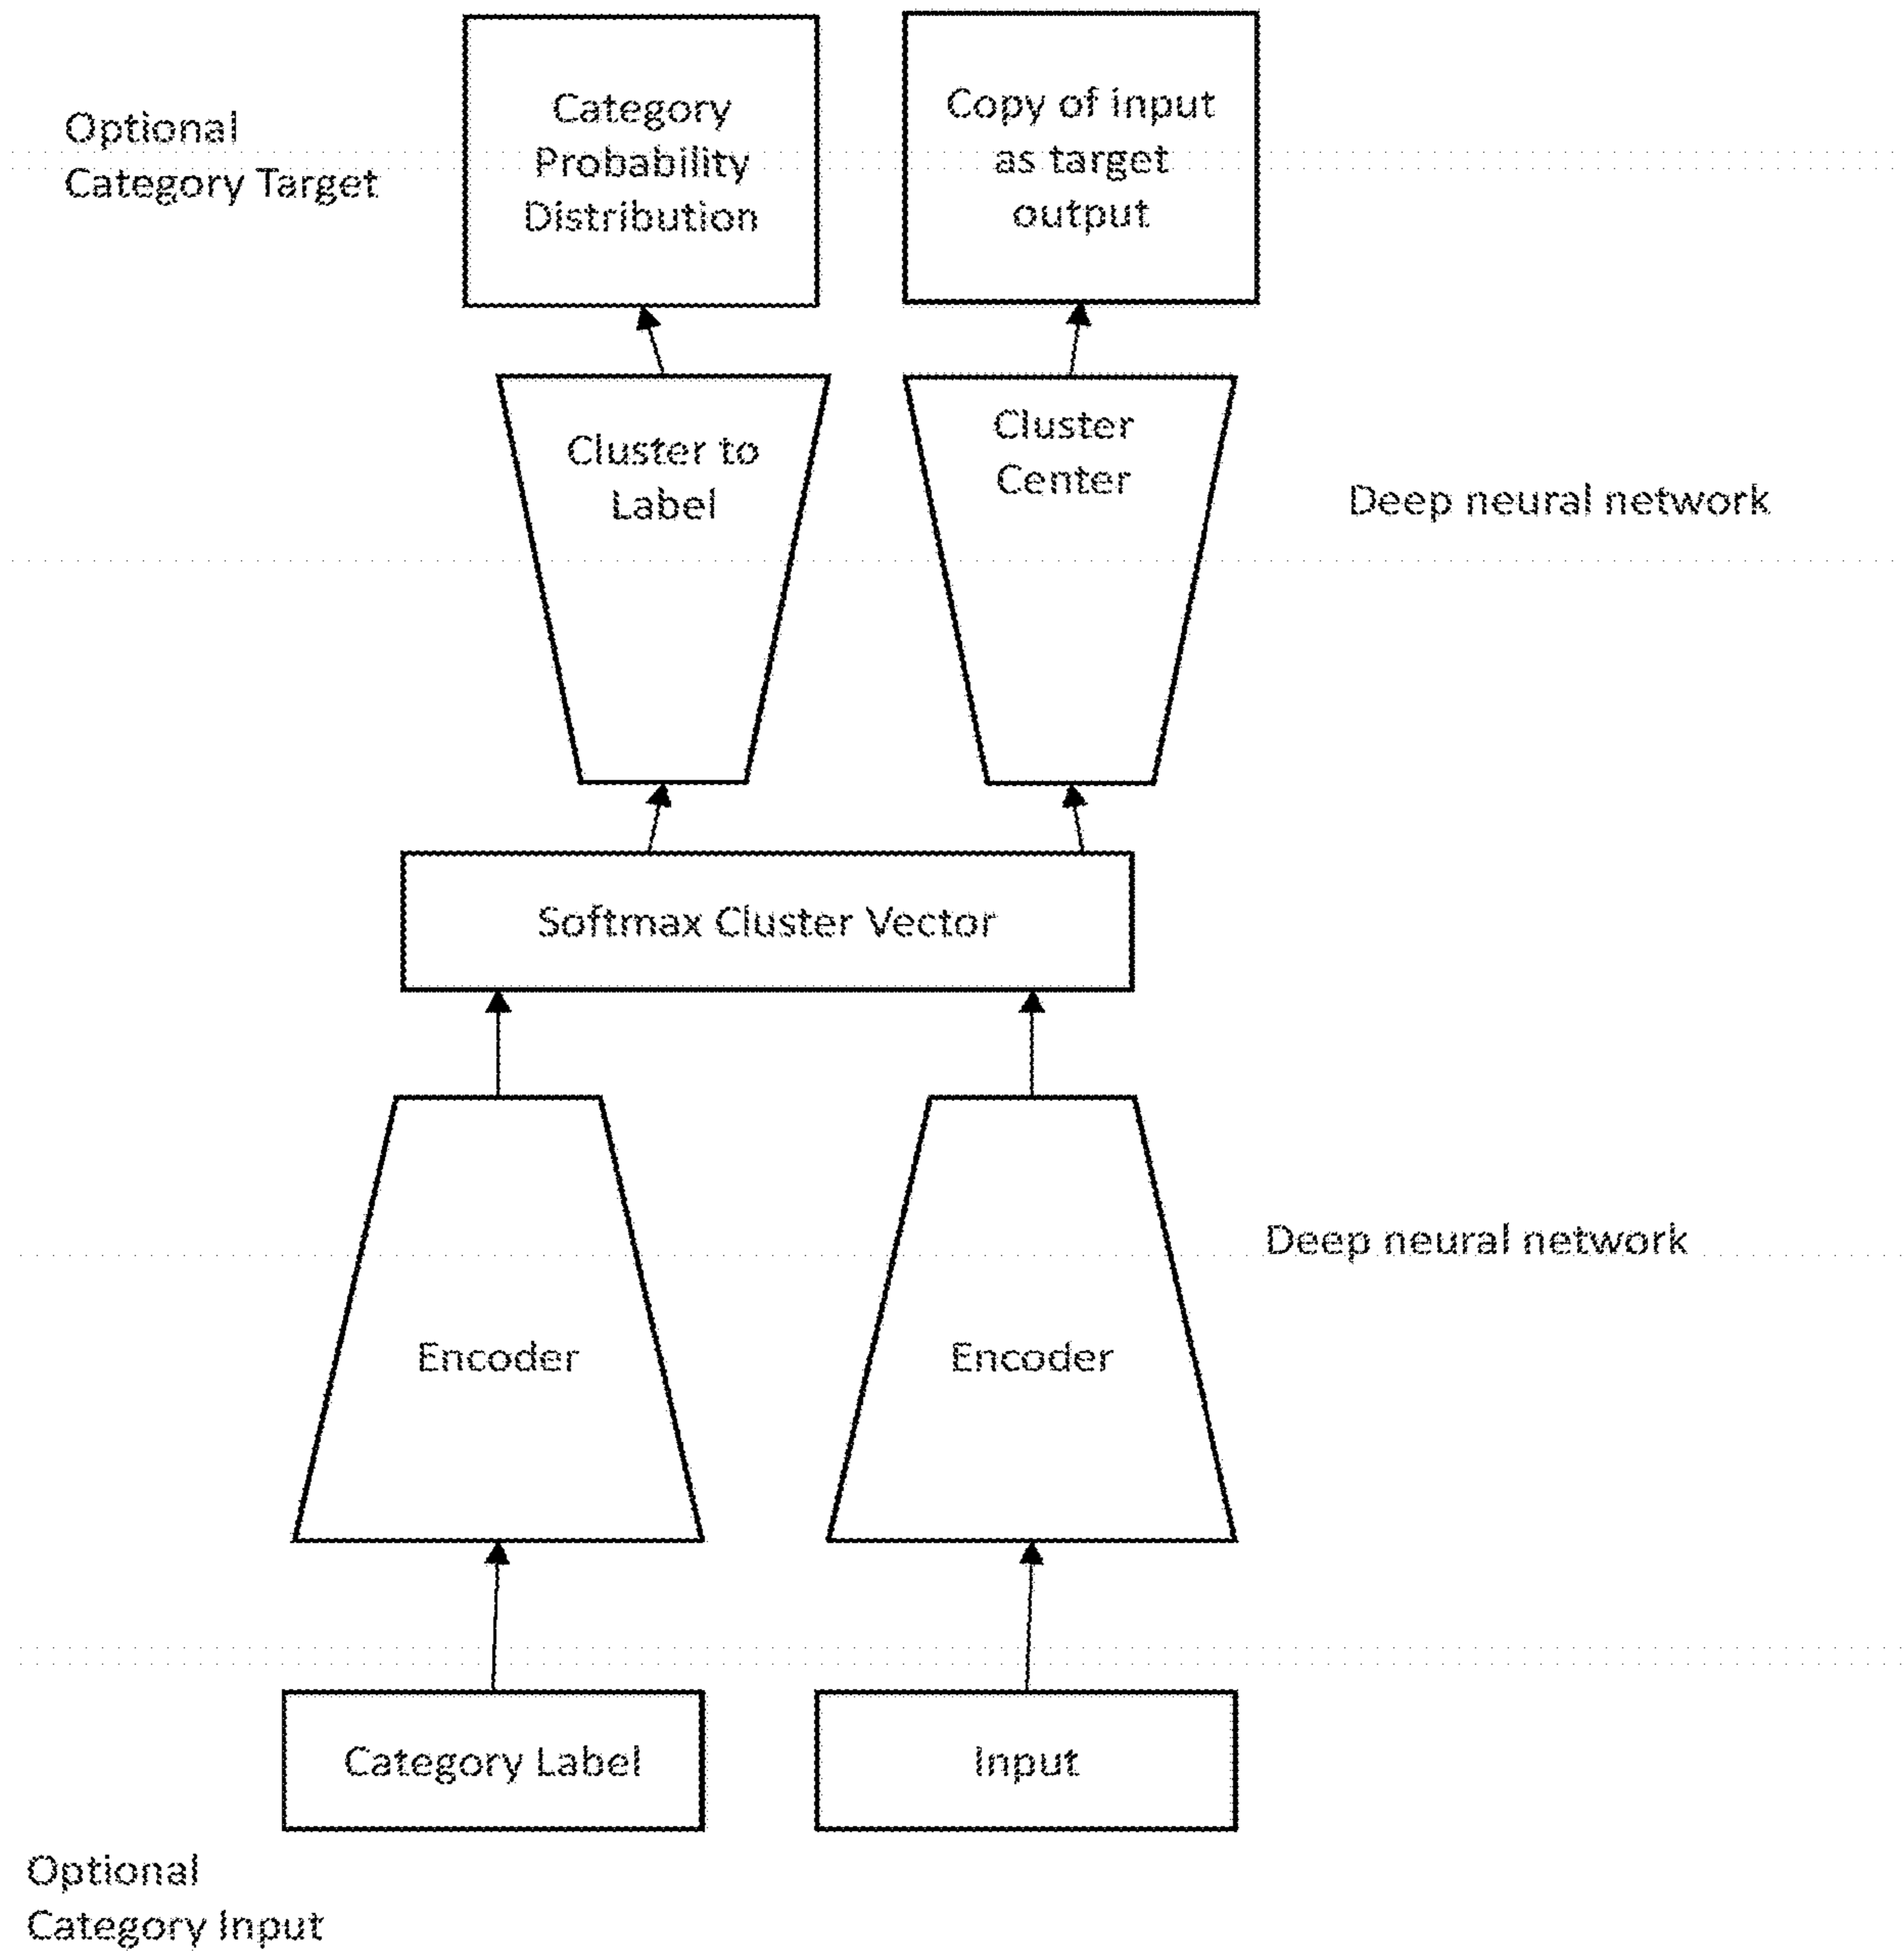 Optional
Category Target
Category
Probability
Distribution
Copy of input
as target
output
Cluster to
Label
Cluster
Center
Deep neural network
Softmax Cluster Vector
Deep neural network
Encoder
Encoder
Category Label
Input
Optional
Category Input